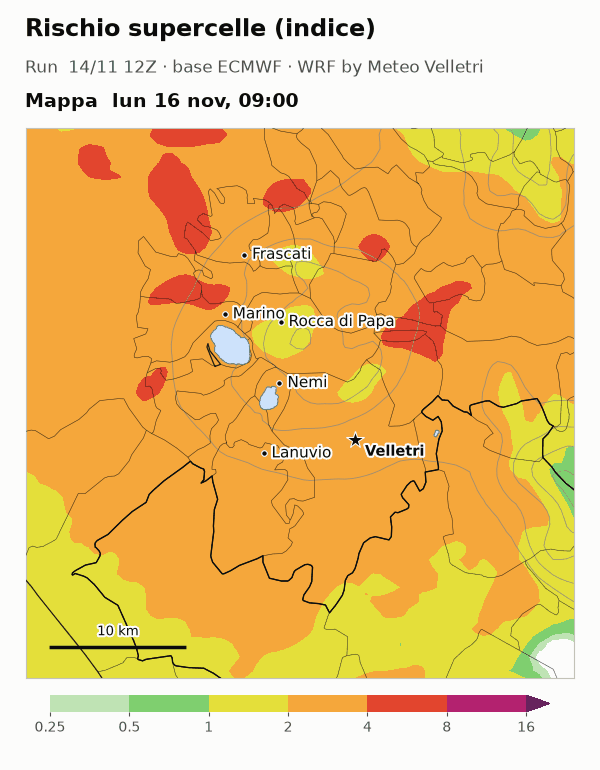 Rischio supercelle (indice)
Run 14/11 12Z · base ECMWF · WRF by Meteo Velletri
Mappa lun 16 nov, 09:00
Frascati
Marino
Rocca di Papa
Nemi
Velletri
Lanuvio
10 km
0.25 0.5 1 2 4 8 16